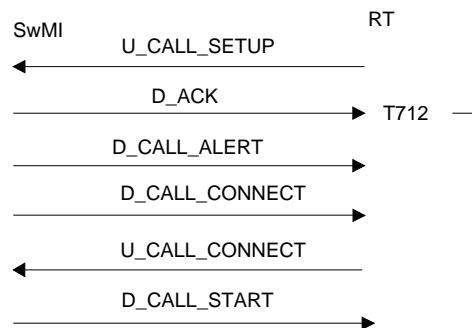 SwMI
RT
U_CALL_SETUP
D_ACK
T712
D_CALL_ALERT
D_CALL_CONNECT
U_CALL_CONNECT
D_CALL_START